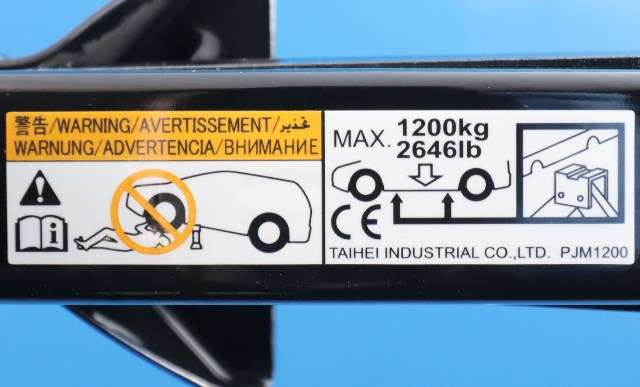 警告/WARNING/AVERTISSEMENT/تحذير
WARNUNG/ADVERTENCIA/ВНИМАНИЕ
MAX. 1200kg
2646lb
i
CE
TAIHEI INDUSTRIAL CO.,LTD. PJM1200